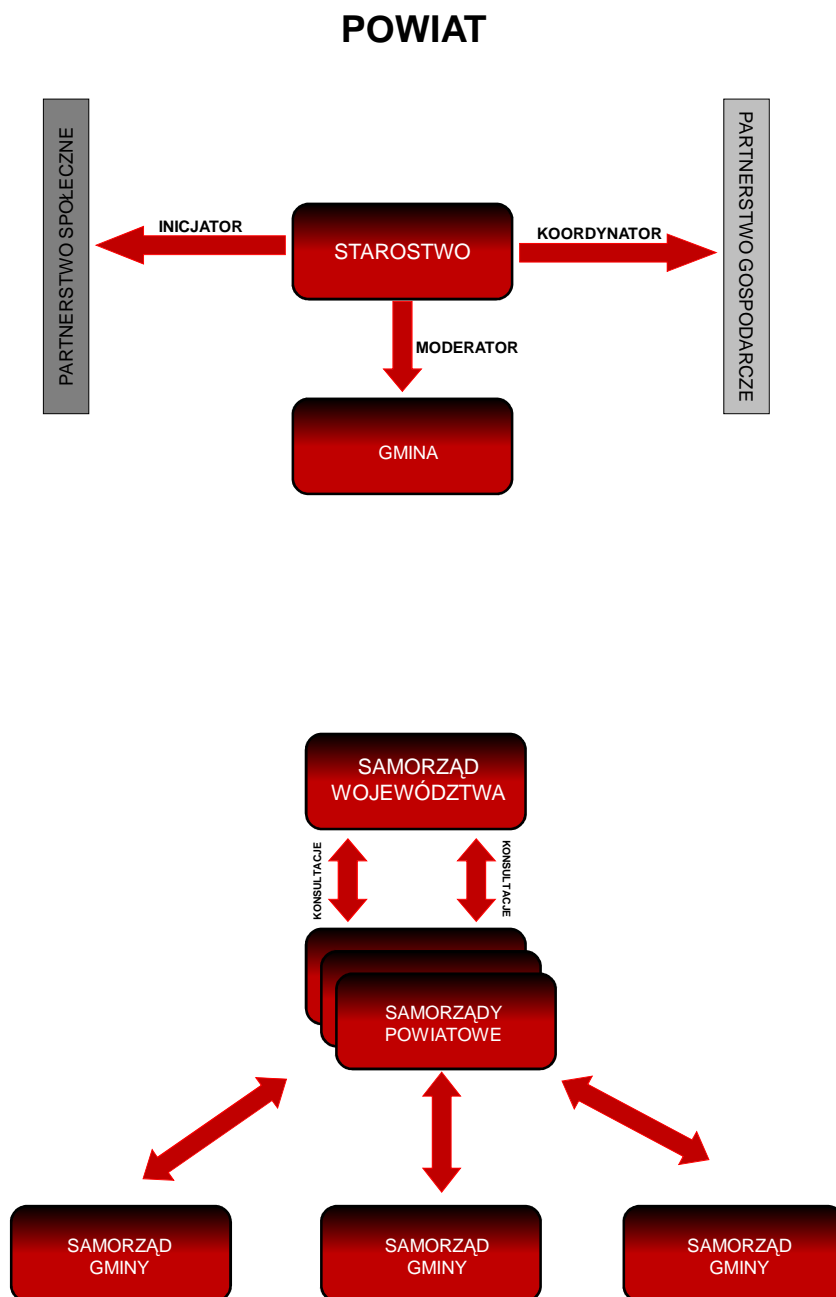 POWIAT
PARTNERSTWO SPOŁECZNE
INICJATOR
STAROSTWO
KOORDYNATOR
PARTNERSTWO GOSPODARCZE
MODERATOR
GMINA
SAMORZĄD
WOJEWÓDZTWA
KONSULTACJE
KONSULTACJE
SAMORZĄDY
POWIATOWE
SAMORZĄD
GMINY
SAMORZĄD
GMINY
SAMORZĄD
GMINY